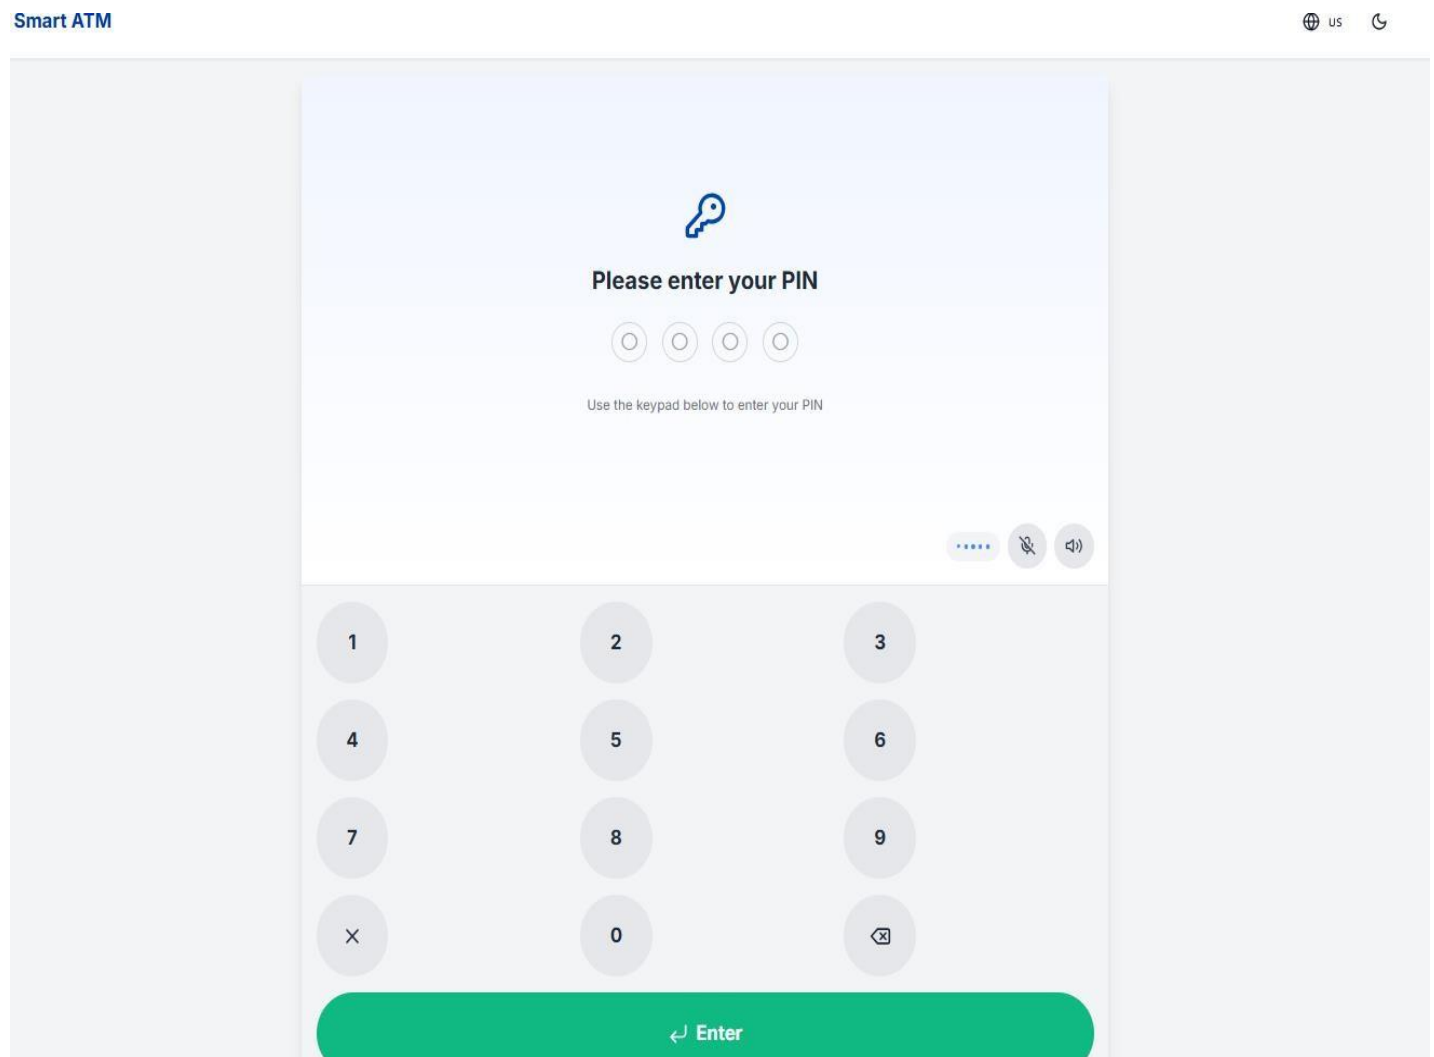 Smart ATM
US
Please enter your PIN
Use the keypad below to enter your PIN
1 2 3
4 5 6
7 8 9
0
Enter